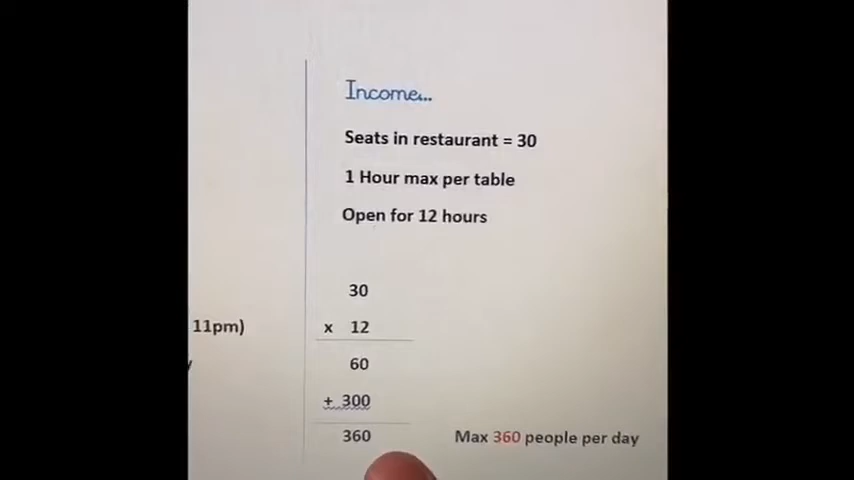 Income...
Seats in restaurant = 30
1 Hour max per table
Open for 12 hours
30
11pm)
x 12
60
+ 300
360
Max 360 people per day